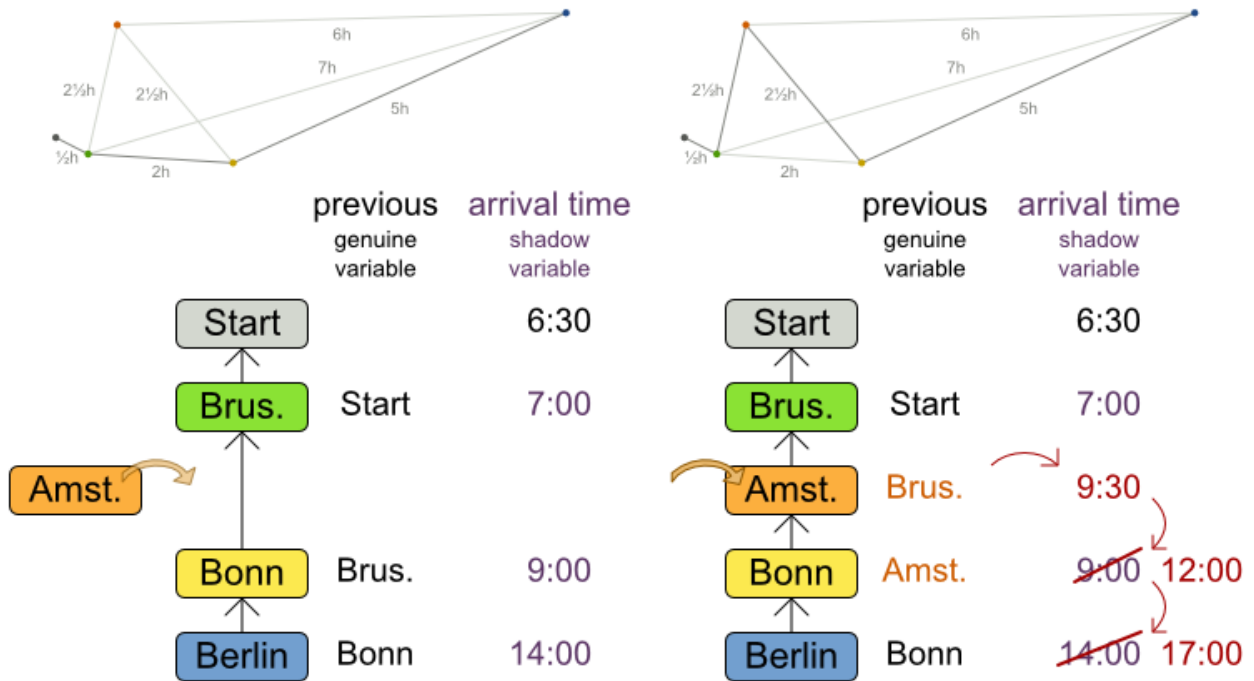 6h 6h
7h 7h
2½h 2½h 2½h 2½h
5h 5h
½h ½h
2h 2h
previous arrival time previous arrival time
genuine shadow genuine shadow
variable variable variable variable
Start 6:30 Start 6:30
Brus. Start 7:00 Brus. Start 7:00
Amst. Amst. Brus. 9:30
Bonn Brus. 9:00 Bonn Amst. 9:00 12:00
Berlin Bonn 14:00 Berlin Bonn 14:00 17:00